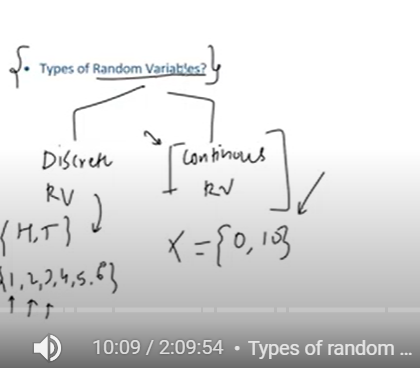 {• Types of Random Variables?}
Discrete
RV
{H,T}
{1,2,3,4,5,6}
[Continous
RV]
X = {0, 10}
10:09 / 2:09:54 • Types of random ...